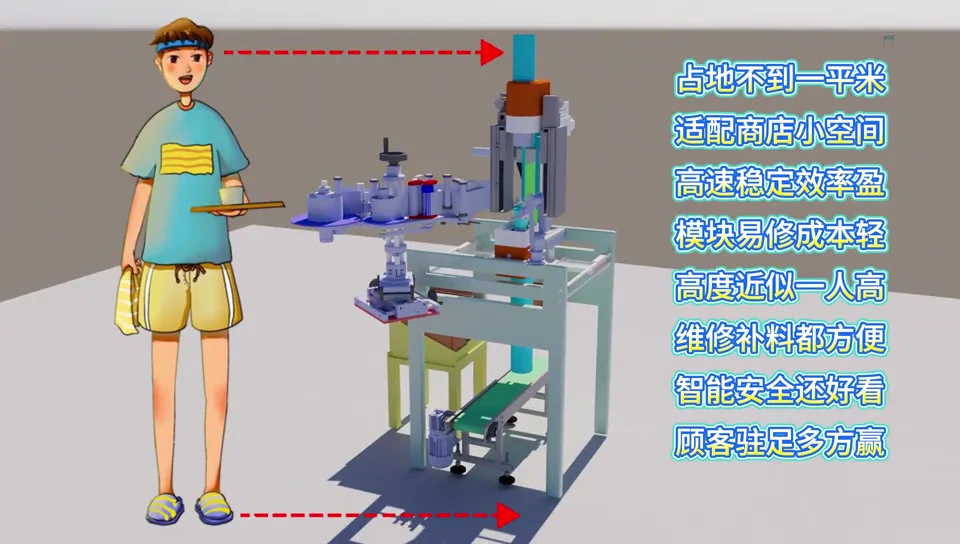 占地不到一平米
适配商店小空间
高速稳定效率盈
模块易修成本轻
高度近似一人高
维修补料都方便
智能安全还好看
顾客驻足多方赢